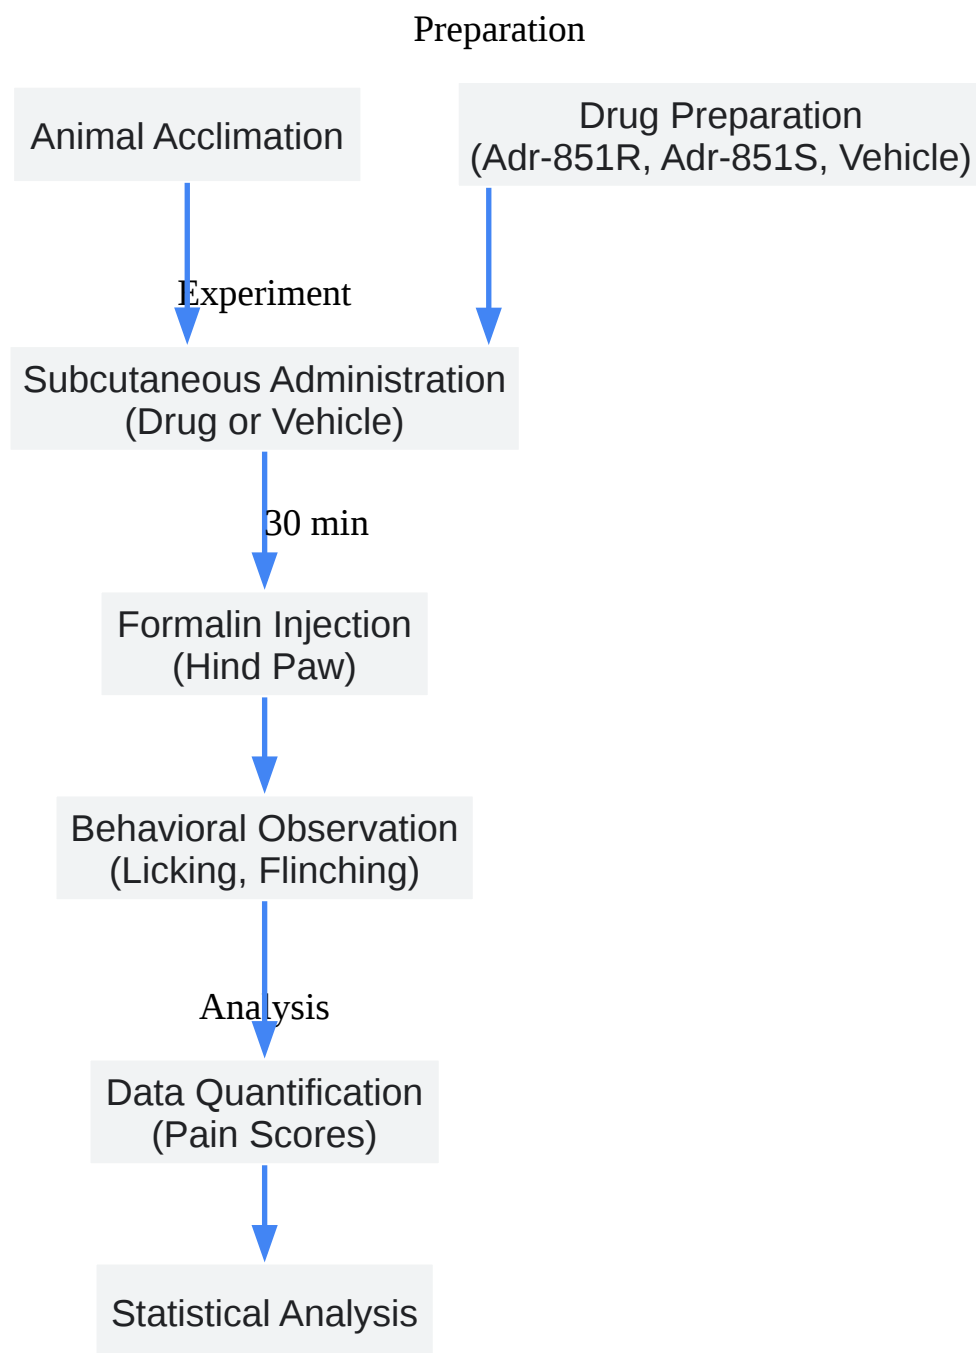 Preparation
Animal Acclimation
Drug Preparation
(Adr-851R, Adr-851S, Vehicle)
Experiment
Subcutaneous Administration
(Drug or Vehicle)
30 min
Formalin Injection
(Hind Paw)
Behavioral Observation
(Licking, Flinching)
Analysis
Data Quantification
(Pain Scores)
Statistical Analysis